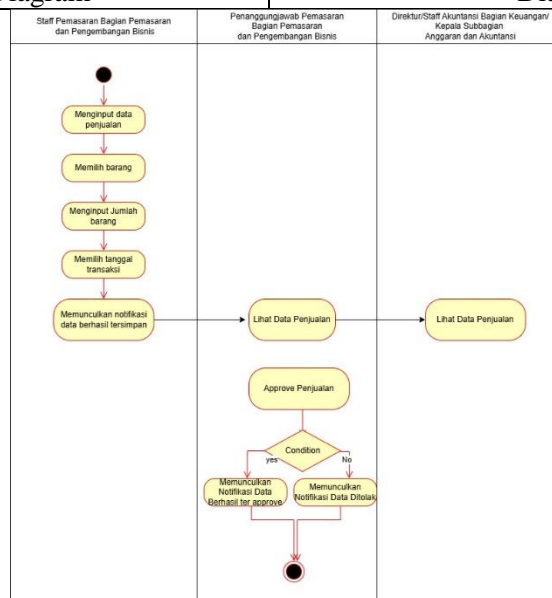 Staff Pemasaran Bagian Pemasaran
dan Pengembangan Bisnis
Penanggungjawab Pemasaran
Bagian Pemasaran
dan Pengembangan Bisnis
Direktur/Staff Akuntansi Bagian Keuangan/
Kepala Subbagian
Anggaran dan Akuntansi
Menginput data
penjualan
Memilih barang
Menginput Jumlah
barang
Memilih tanggal
transaksi
Memunculkan notifikasi
data berhasil tersimpan
Lihat Data Penjualan
Lihat Data Penjualan
Approve Penjualan
Condition
yes
No
Memunculkan
Notifikasi Data
Berhasil ter approve
Memunculkan
Notifikasi Data Ditolak